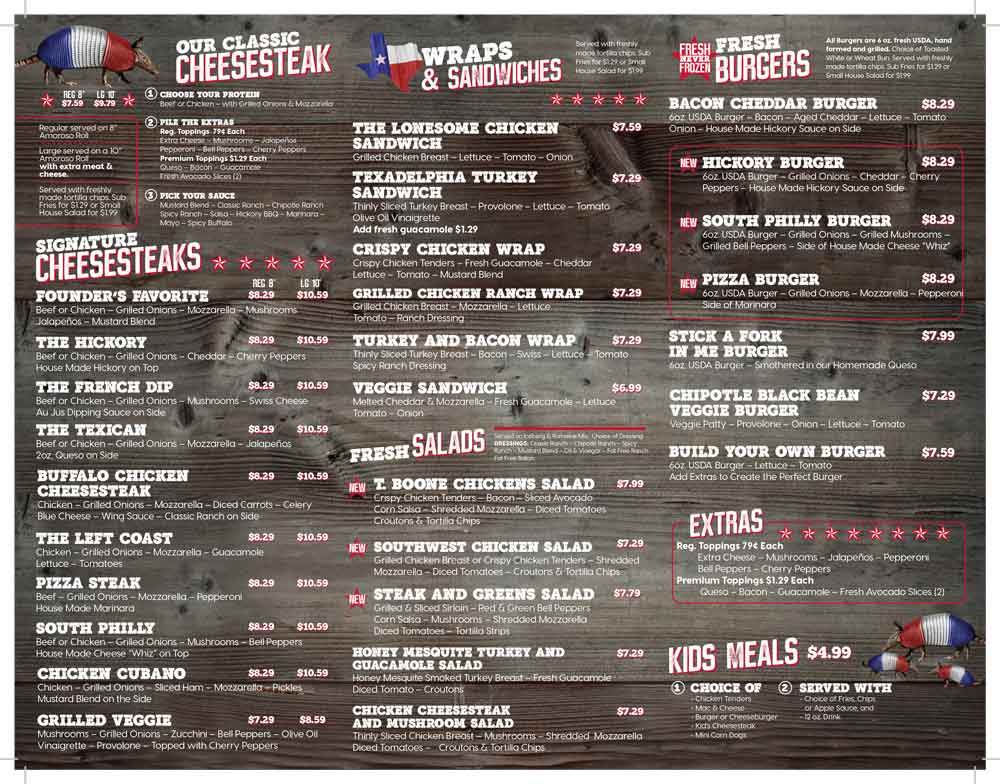 OUR CLASSIC
CHEESESTEAK
REG 8" LG 10"
$7.59 $9.79
Regular served on 8"
Amoroso Roll
Large served on a 10"
Amoroso Roll
with extra meat &
cheese.
Served with freshly
made tortilla chips. Sub
Fries for $1.29 or Small
House Salad for $1.99
1 CHOOSE YOUR PROTEIN
Beef or Chicken – with Grilled Onions & Mozzarella
2 PILE THE EXTRAS
Reg. Toppings 79¢ Each
Extra Cheese – Mushrooms – Jalapeños
Pepperoni – Bell Peppers – Cherry Peppers
Premium Toppings $1.29 Each
Queso – Bacon – Guacamole
Fresh Avocado Slices (2)
3 PICK YOUR SAUCE
Mustard Blend – Classic Ranch – Chipotle Ranch
Spicy Ranch – Salsa – Hickory BBQ – Marinara –
Mayo – Spicy Buffalo
SIGNATURE
CHEESESTEAKS
REG 8" LG 10"
FOUNDER'S FAVORITE $8.29 $10.59
Beef or Chicken – Grilled Onions – Mozzarella – Mushrooms
Jalapeños – Mustard Blend
THE HICKORY $8.29 $10.59
Beef or Chicken – Grilled Onions – Cheddar – Cherry Peppers
House Made Hickory on Top
THE FRENCH DIP $8.29 $10.59
Beef or Chicken – Grilled Onions – Mushrooms – Swiss Cheese
Au Jus Dipping Sauce on Side
THE TEXICAN $8.29 $10.59
Beef or Chicken – Grilled Onions – Mozzarella – Jalapeños
2oz. Queso on Side
BUFFALO CHICKEN $8.29 $10.59
CHEESESTEAK
Chicken – Grilled Onions – Mozzarella – Diced Carrots – Celery
Blue Cheese – Wing Sauce – Classic Ranch on Side
THE LEFT COAST $8.29 $10.59
Chicken – Grilled Onions – Mozzarella – Guacamole
Lettuce – Tomatoes
PIZZA STEAK $8.29 $10.59
Beef – Grilled Onions – Mozzarella – Pepperoni
House Made Marinara
SOUTH PHILLY $8.29 $10.59
Beef or Chicken – Grilled Onions – Mushrooms – Bell Peppers
House Made Cheese "Whiz" on Top
CHICKEN CUBANO $8.29 $10.59
Chicken – Grilled Onions – Sliced Ham – Mozzarella – Pickles
Mustard Blend on the Side
GRILLED VEGGIE $7.29 $8.59
Mushrooms – Grilled Onions – Zucchini – Bell Peppers – Olive Oil
Vinaigrette – Provolone – Topped with Cherry Peppers
WRAPS
& SANDWICHES
Served with freshly
made tortilla chips. Sub
Fries for $1.29 or Small
House Salad for $1.99
THE LONESOME CHICKEN $7.59
SANDWICH
Grilled Chicken Breast – Lettuce – Tomato – Onion
TEXADELPHIA TURKEY $7.29
SANDWICH
Thinly Sliced Turkey Breast – Provolone – Lettuce – Tomato
Olive Oil Vinaigrette
Add fresh guacamole $1.29
CRISPY CHICKEN WRAP $7.29
Crispy Chicken Tenders – Fresh Guacamole – Cheddar
Lettuce – Tomato – Mustard Blend
GRILLED CHICKEN RANCH WRAP $7.29
Grilled Chicken Breast – Mozzarella – Lettuce
Tomato – Ranch Dressing
TURKEY AND BACON WRAP $7.29
Thinly Sliced Turkey Breast – Bacon – Swiss – Lettuce – Tomato
Spicy Ranch Dressing
VEGGIE SANDWICH $6.99
Melted Cheddar & Mozzarella – Fresh Guacamole – Lettuce
Tomato – Onion
FRESH SALADS
Served on Iceberg & Romaine Mix. Choice of Dressing
DRESSINGS: Classic Ranch – Chipotle Ranch – Spicy
Ranch – Mustard Blend – Oil & Vinegar – Fat Free Ranch
Fat Free Italian
NEW T. BOONE CHICKENS SALAD $7.99
Crispy Chicken Tenders – Bacon – Sliced Avocado
Corn Salsa – Shredded Mozzarella – Diced Tomatoes
Croutons & Tortilla Chips
NEW SOUTHWEST CHICKEN SALAD $7.29
Grilled Chicken Breast or Crispy Chicken Tenders – Shredded
Mozzarella – Diced Tomatoes – Croutons & Tortilla Chips
NEW STEAK AND GREENS SALAD $7.79
Grilled & Sliced Sirloin – Red & Green Bell Peppers
Corn Salsa – Mushrooms – Shredded Mozzarella
Diced Tomatoes – Tortilla Strips
HONEY MESQUITE TURKEY AND $7.29
GUACAMOLE SALAD
Honey Mesquite Smoked Turkey Breast – Fresh Guacamole
Diced Tomato – Croutons
CHICKEN CHEESESTEAK $7.29
AND MUSHROOM SALAD
Thinly Sliced Chicken Breast – Mushrooms – Shredded Mozzarella
Diced Tomatoes – Croutons & Tortilla Chips
FRESH
NEVER
FROZEN
FRESH
BURGERS
All Burgers are 6 oz. fresh USDA, hand
formed and grilled. Choice of Toasted
White or Wheat Bun. Served with freshly
made tortilla chips. Sub Fries for $1.29 or
Small House Salad for $1.99
BACON CHEDDAR BURGER $8.29
6oz. USDA Burger – Bacon – Aged Cheddar – Lettuce – Tomato
Onion – House Made Hickory Sauce on Side
NEW HICKORY BURGER $8.29
6oz. USDA Burger – Grilled Onions – Cheddar – Cherry
Peppers – House Made Hickory Sauce on Side
NEW SOUTH PHILLY BURGER $8.29
6oz. USDA Burger – Grilled Onions – Grilled Mushrooms –
Grilled Bell Peppers – Side of House Made Cheese "Whiz"
NEW PIZZA BURGER $8.29
6oz. USDA Burger – Grilled Onions – Mozzarella – Pepperoni
Side of Marinara
STICK A FORK $7.99
IN ME BURGER
6oz. USDA Burger – Smothered in our Homemade Queso
CHIPOTLE BLACK BEAN $7.29
VEGGIE BURGER
Veggie Patty – Provolone – Onion – Lettuce – Tomato
BUILD YOUR OWN BURGER $7.59
6oz. USDA Burger – Lettuce – Tomato
Add Extras to Create the Perfect Burger
EXTRAS
Reg. Toppings 79¢ Each
Extra Cheese – Mushrooms – Jalapeños – Pepperoni
Bell Peppers – Cherry Peppers
Premium Toppings $1.29 Each
Queso – Bacon – Guacamole – Fresh Avocado Slices (2)
KIDS MEALS $4.99
1 CHOICE OF
- Chicken Tenders
- Mac & Cheese
- Burger or Cheeseburger
- Kids Cheesesteak
- Mini Corn Dogs
2 SERVED WITH
- Choice of Fries, Chips
or Apple Sauce, and
- 12 oz. Drink